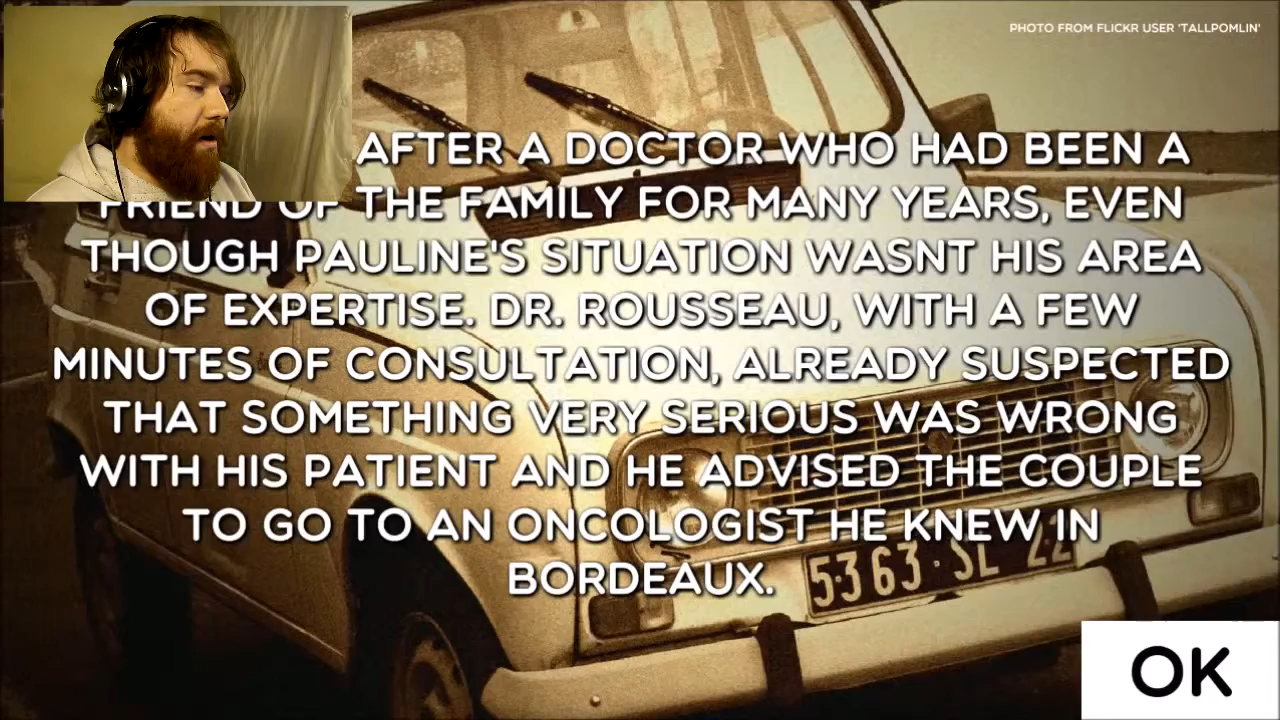 PHOTO FROM FLICKR USER 'TALLPOMLIN'
AFTER A DOCTOR WHO HAD BEEN A
FRIEND OF THE FAMILY FOR MANY YEARS, EVEN
THOUGH PAULINE'S SITUATION WASNT HIS AREA
OF EXPERTISE. DR. ROUSSEAU, WITH A FEW
MINUTES OF CONSULTATION, ALREADY SUSPECTED
THAT SOMETHING VERY SERIOUS WAS WRONG
WITH HIS PATIENT AND HE ADVISED THE COUPLE
TO GO TO AN ONCOLOGIST HE KNEW IN
BORDEAUX.
5363·SL 22
OK